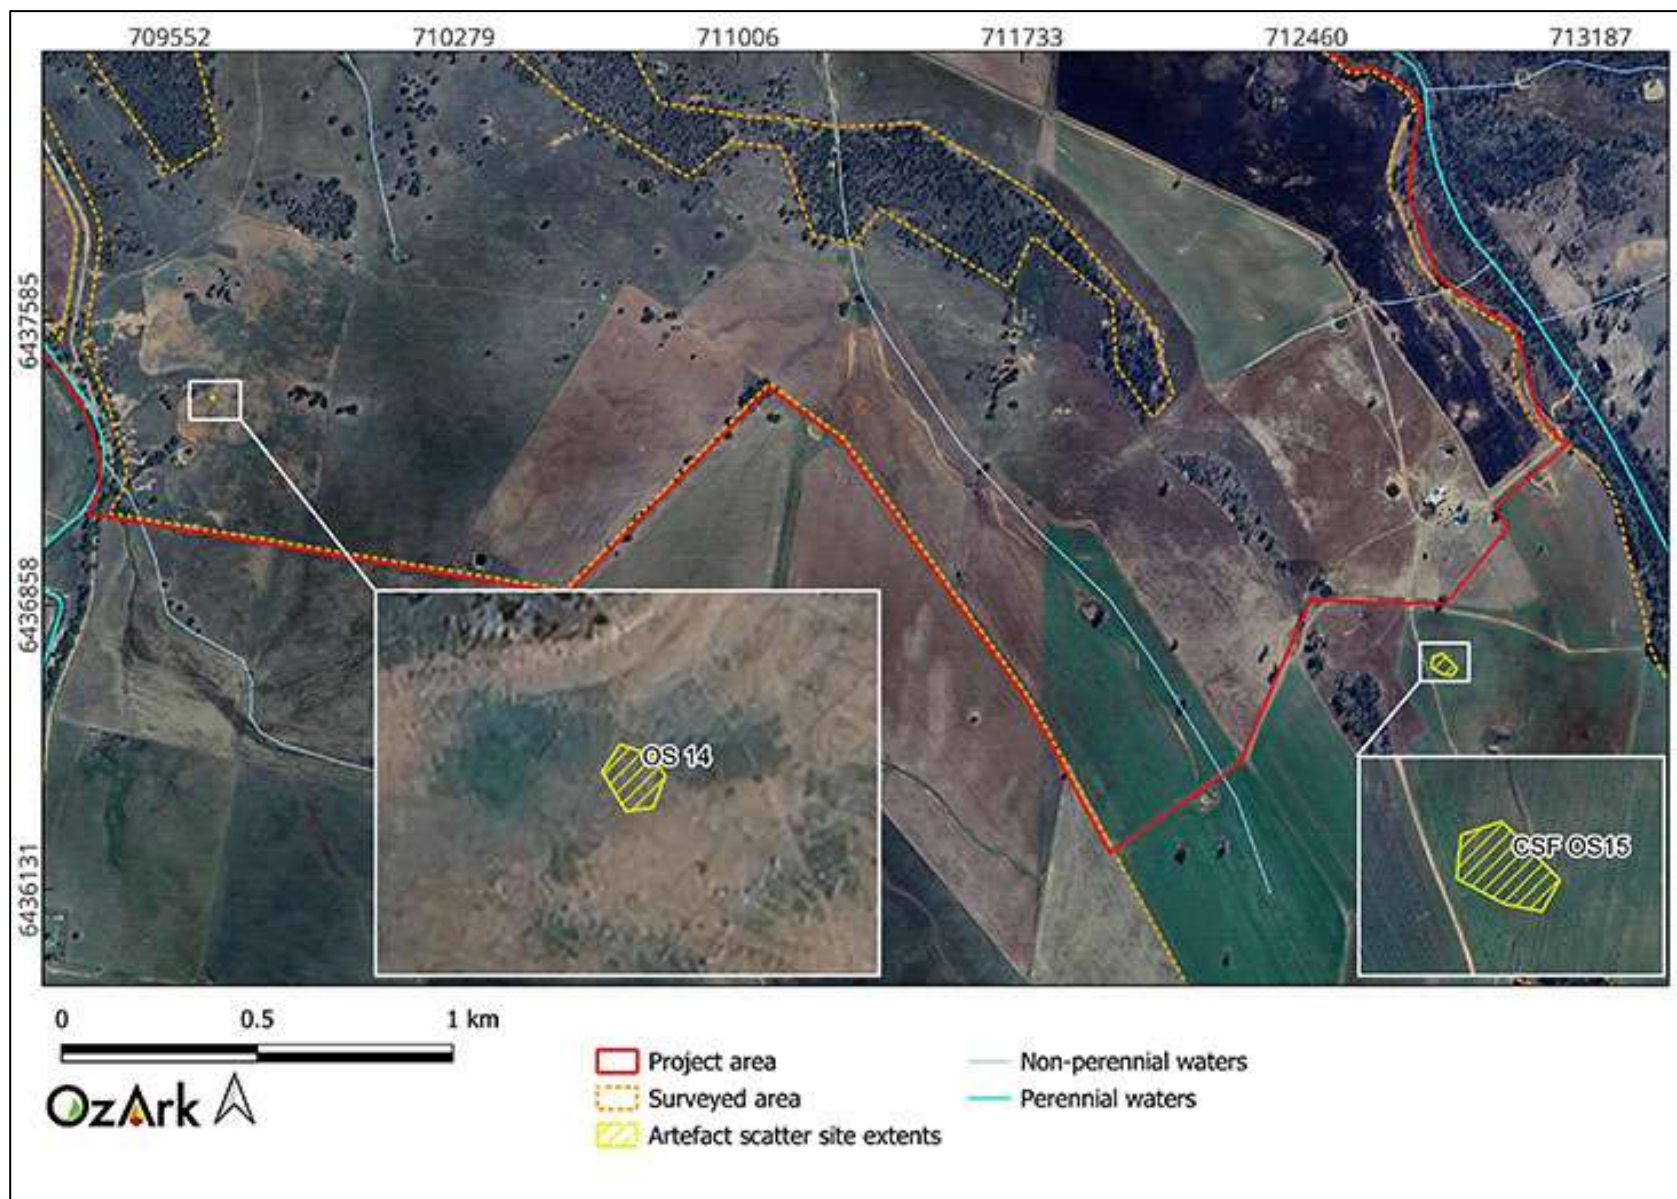 709552 710279 711006 711733 712460 713187
6437585
6436858
6436131
OS 14
CSF OS15
0 0.5 1 km
OzArk
Project area
Surveyed area
Artefact scatter site extents
Non-perennial waters
Perennial waters